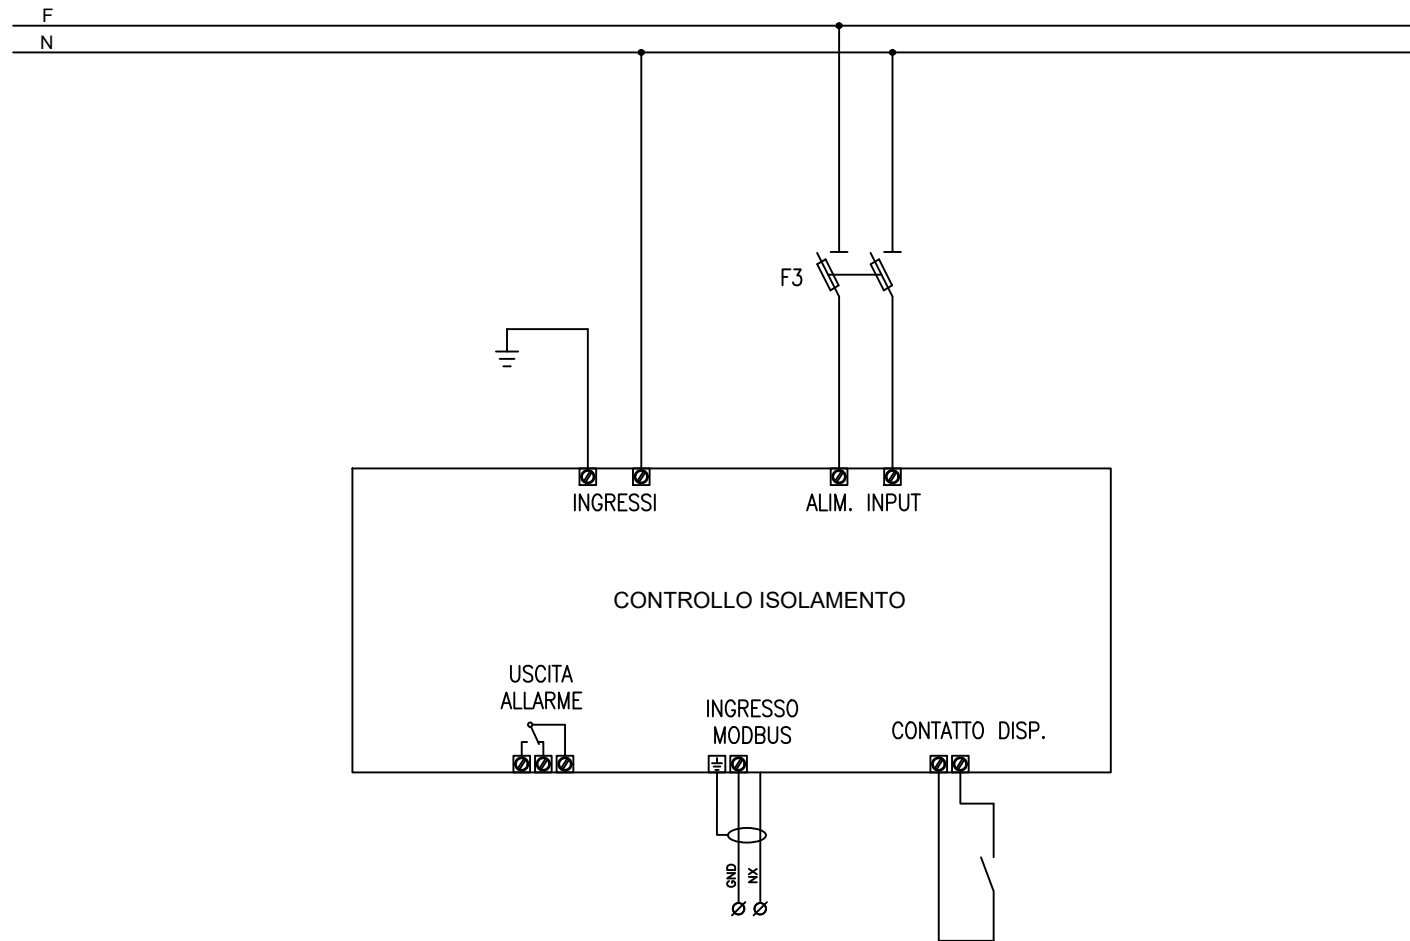 F
N
F3
INGRESSI
ALIM. INPUT
CONTROLLO ISOLAMENTO
USCITA
ALLARME
INGRESSO
MODBUS
CONTATTO DISP.
GND
NX